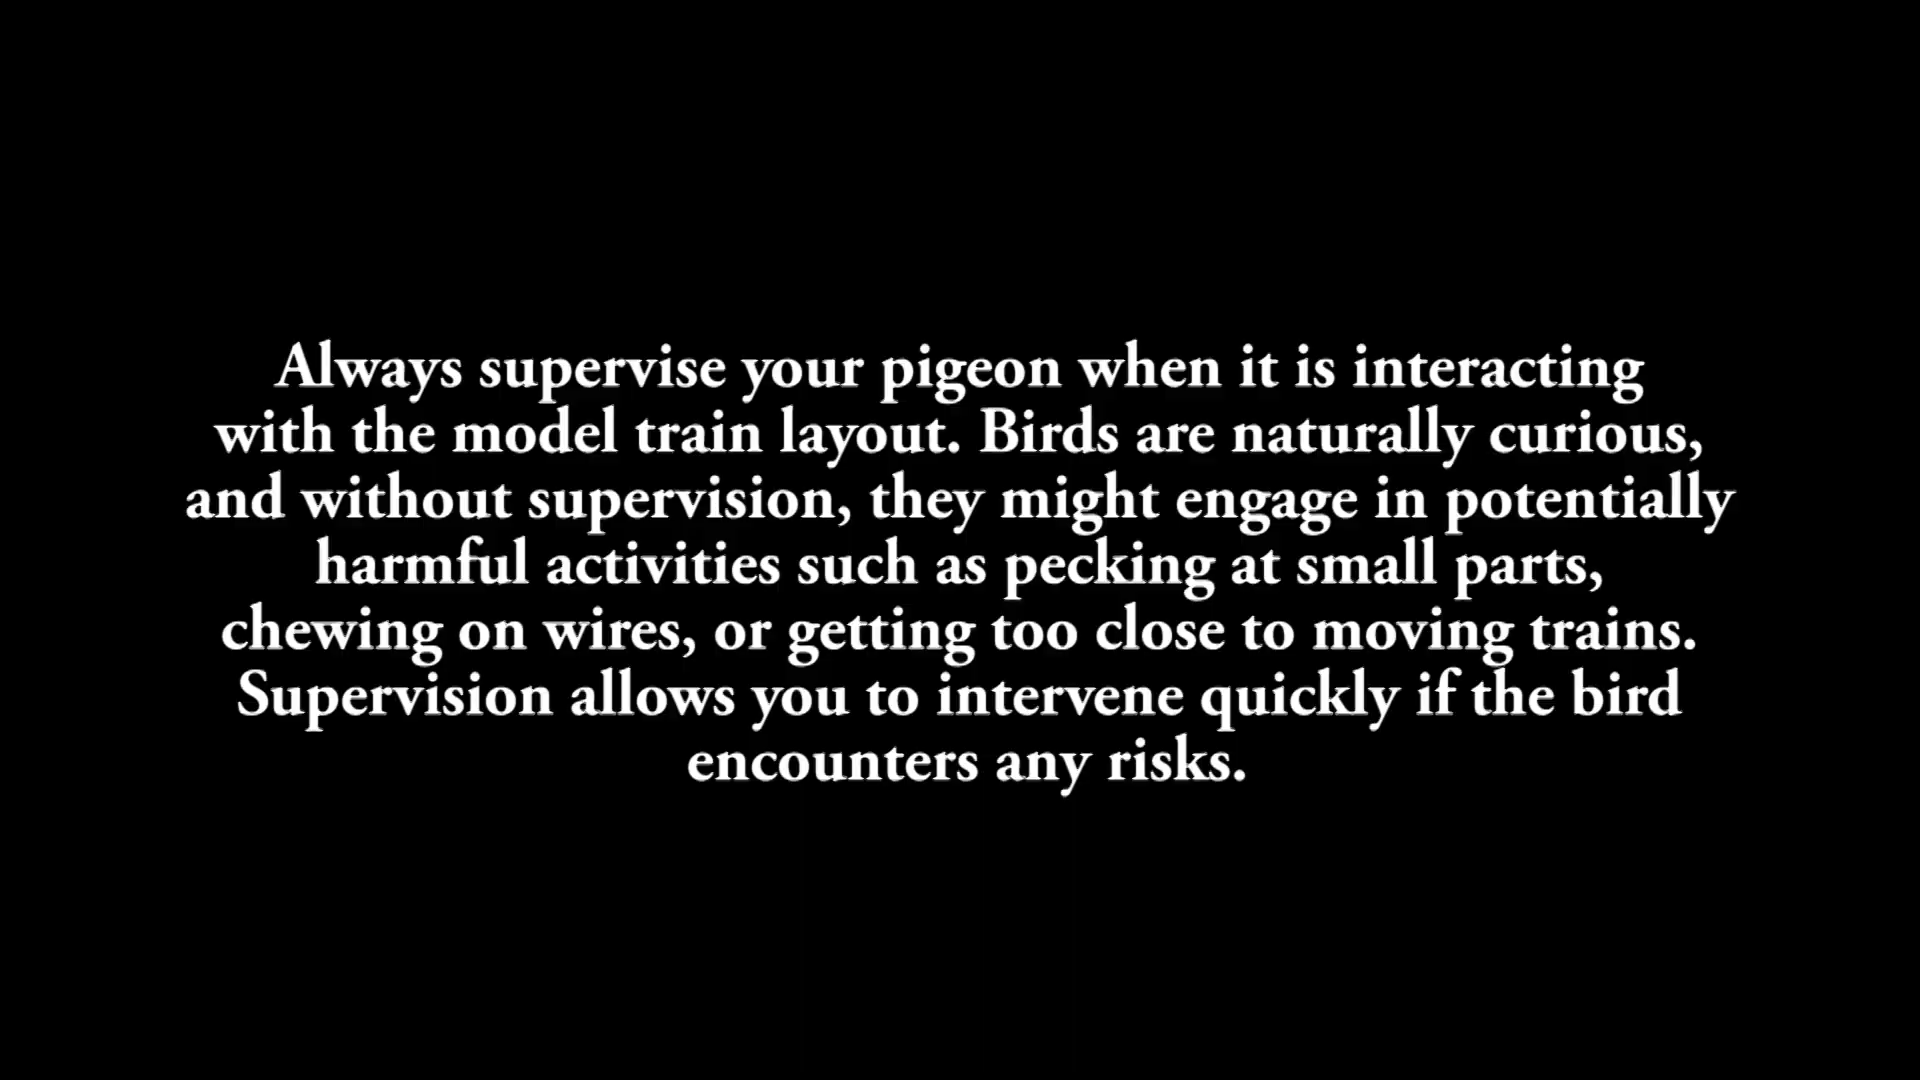 Always supervise your pigeon when it is interacting
with the model train layout. Birds are naturally curious,
and without supervision, they might engage in potentially
harmful activities such as pecking at small parts,
chewing on wires, or getting too close to moving trains.
Supervision allows you to intervene quickly if the bird
encounters any risks.